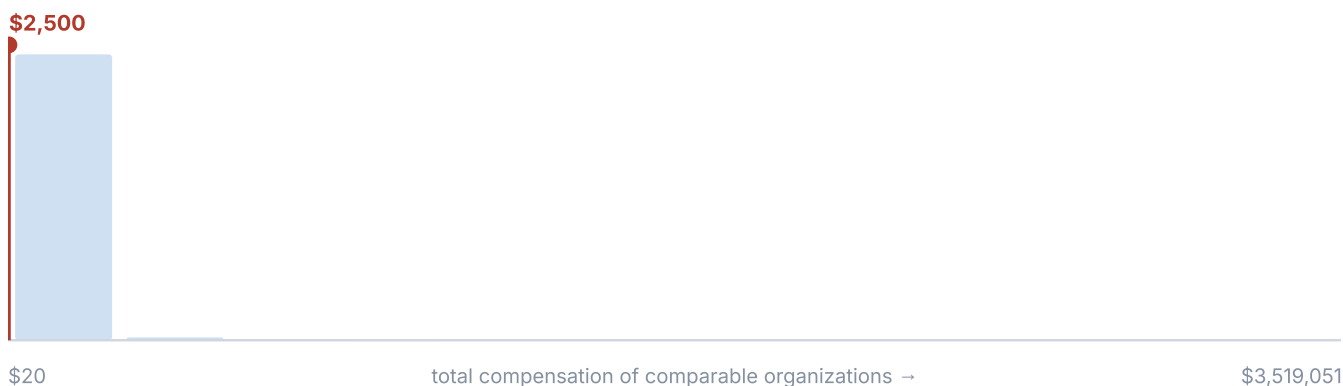 $2,500
$20 total compensation of comparable organizations → $3,519,051